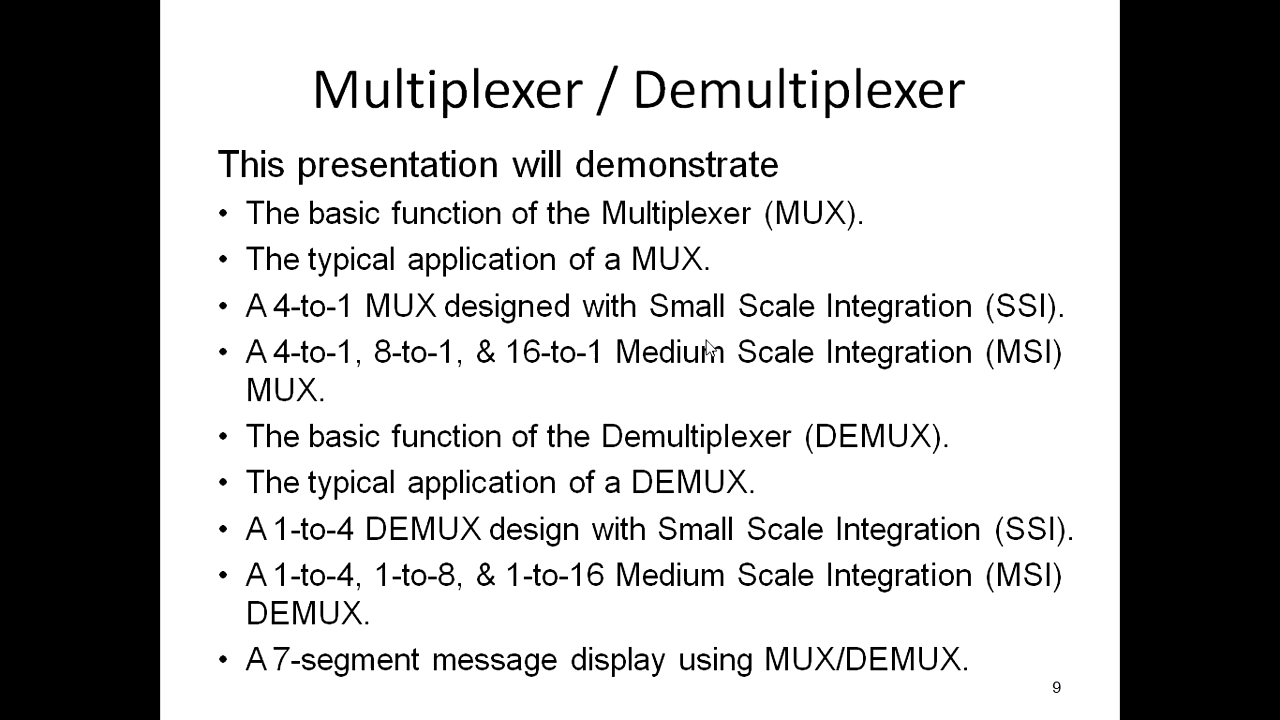 Multiplexer / Demultiplexer
This presentation will demonstrate
• The basic function of the Multiplexer (MUX).
• The typical application of a MUX.
• A 4-to-1 MUX designed with Small Scale Integration (SSI).
• A 4-to-1, 8-to-1, & 16-to-1 Medium Scale Integration (MSI)
MUX.
• The basic function of the Demultiplexer (DEMUX).
• The typical application of a DEMUX.
• A 1-to-4 DEMUX design with Small Scale Integration (SSI).
• A 1-to-4, 1-to-8, & 1-to-16 Medium Scale Integration (MSI)
DEMUX.
• A 7-segment message display using MUX/DEMUX.
9